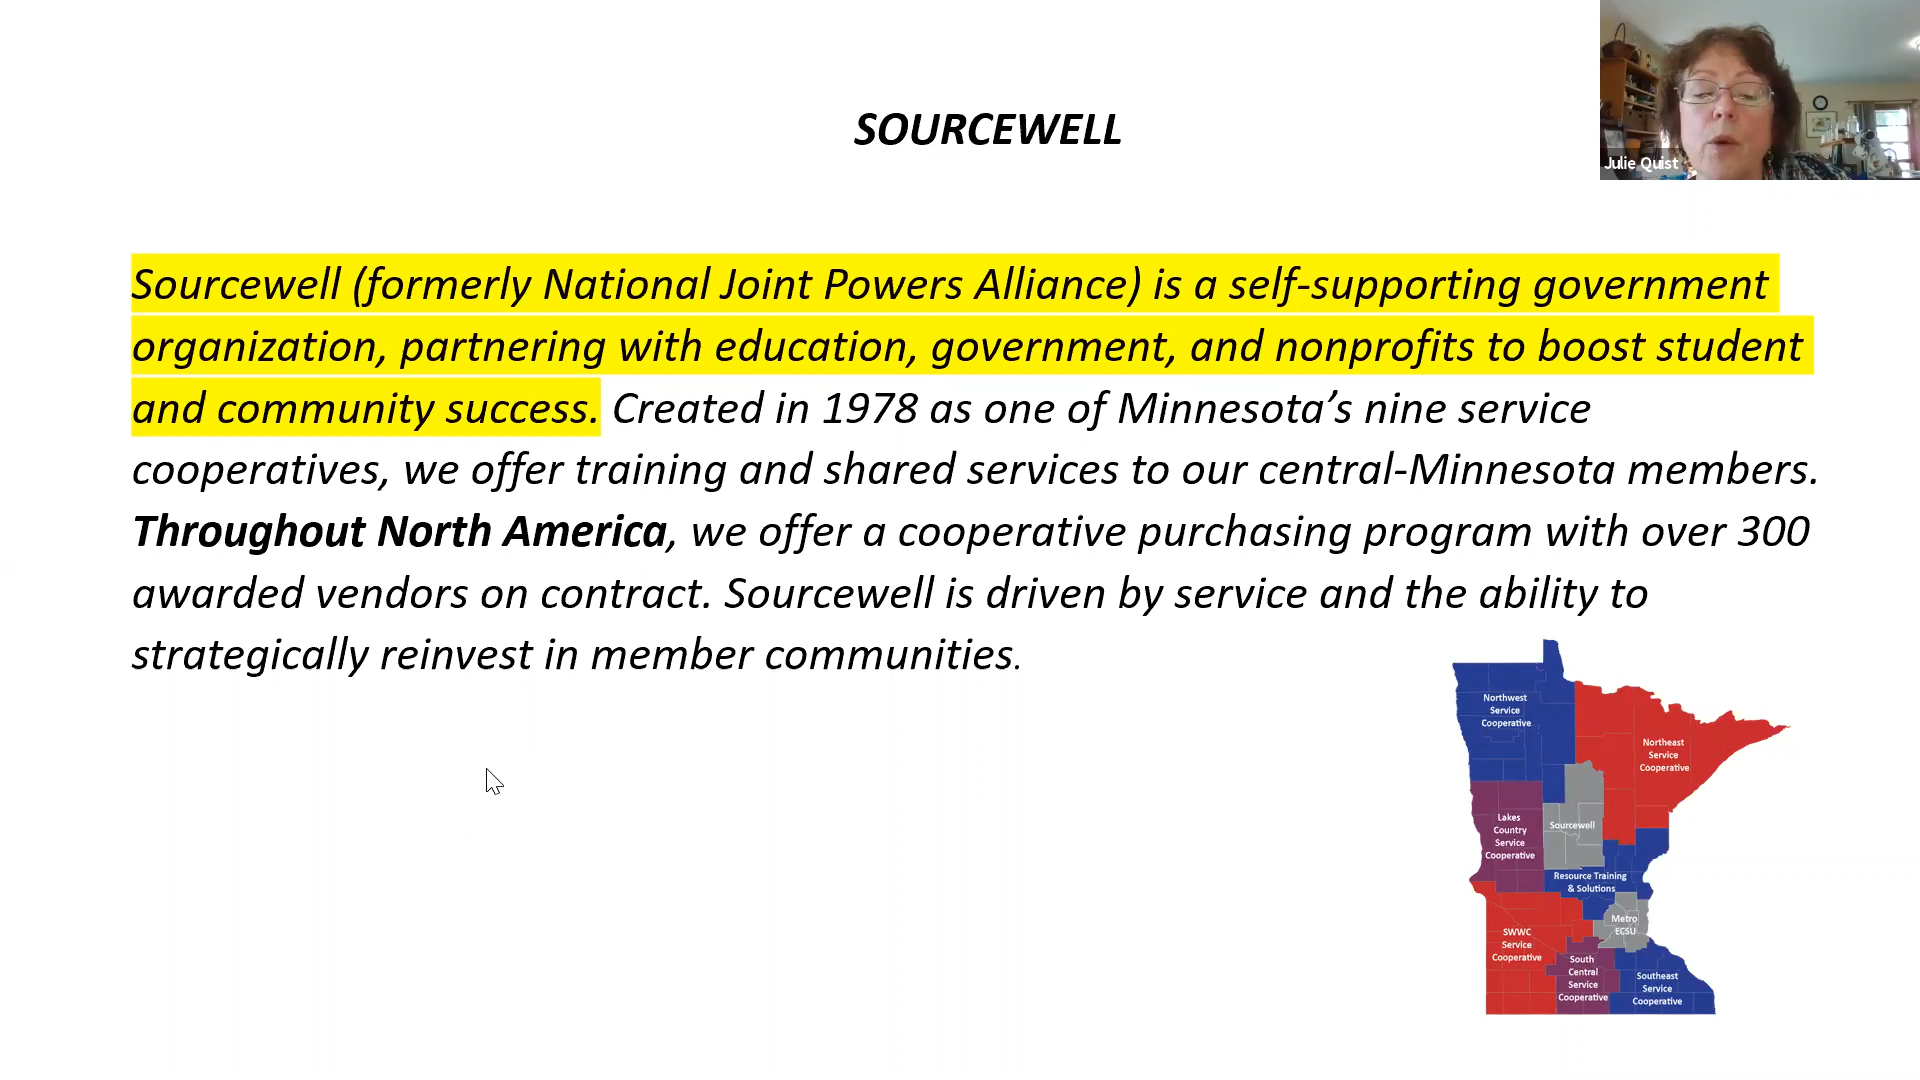 SOURCEWELL
Julie Quist
Sourcewell (formerly National Joint Powers Alliance) is a self-supporting government
organization, partnering with education, government, and nonprofits to boost student
and community success. Created in 1978 as one of Minnesota’s nine service
cooperatives, we offer training and shared services to our central-Minnesota members.
Throughout North America, we offer a cooperative purchasing program with over 300
awarded vendors on contract. Sourcewell is driven by service and the ability to
strategically reinvest in member communities.
Northwest
Service
Cooperative
Northeast
Service
Cooperative
Lakes
Country
Service
Cooperative
Sourcewell
Resource Training
& Solutions
Metro
ECSU
SWWC
Service
Cooperative
South
Central
Service
Cooperative
Southeast
Service
Cooperative